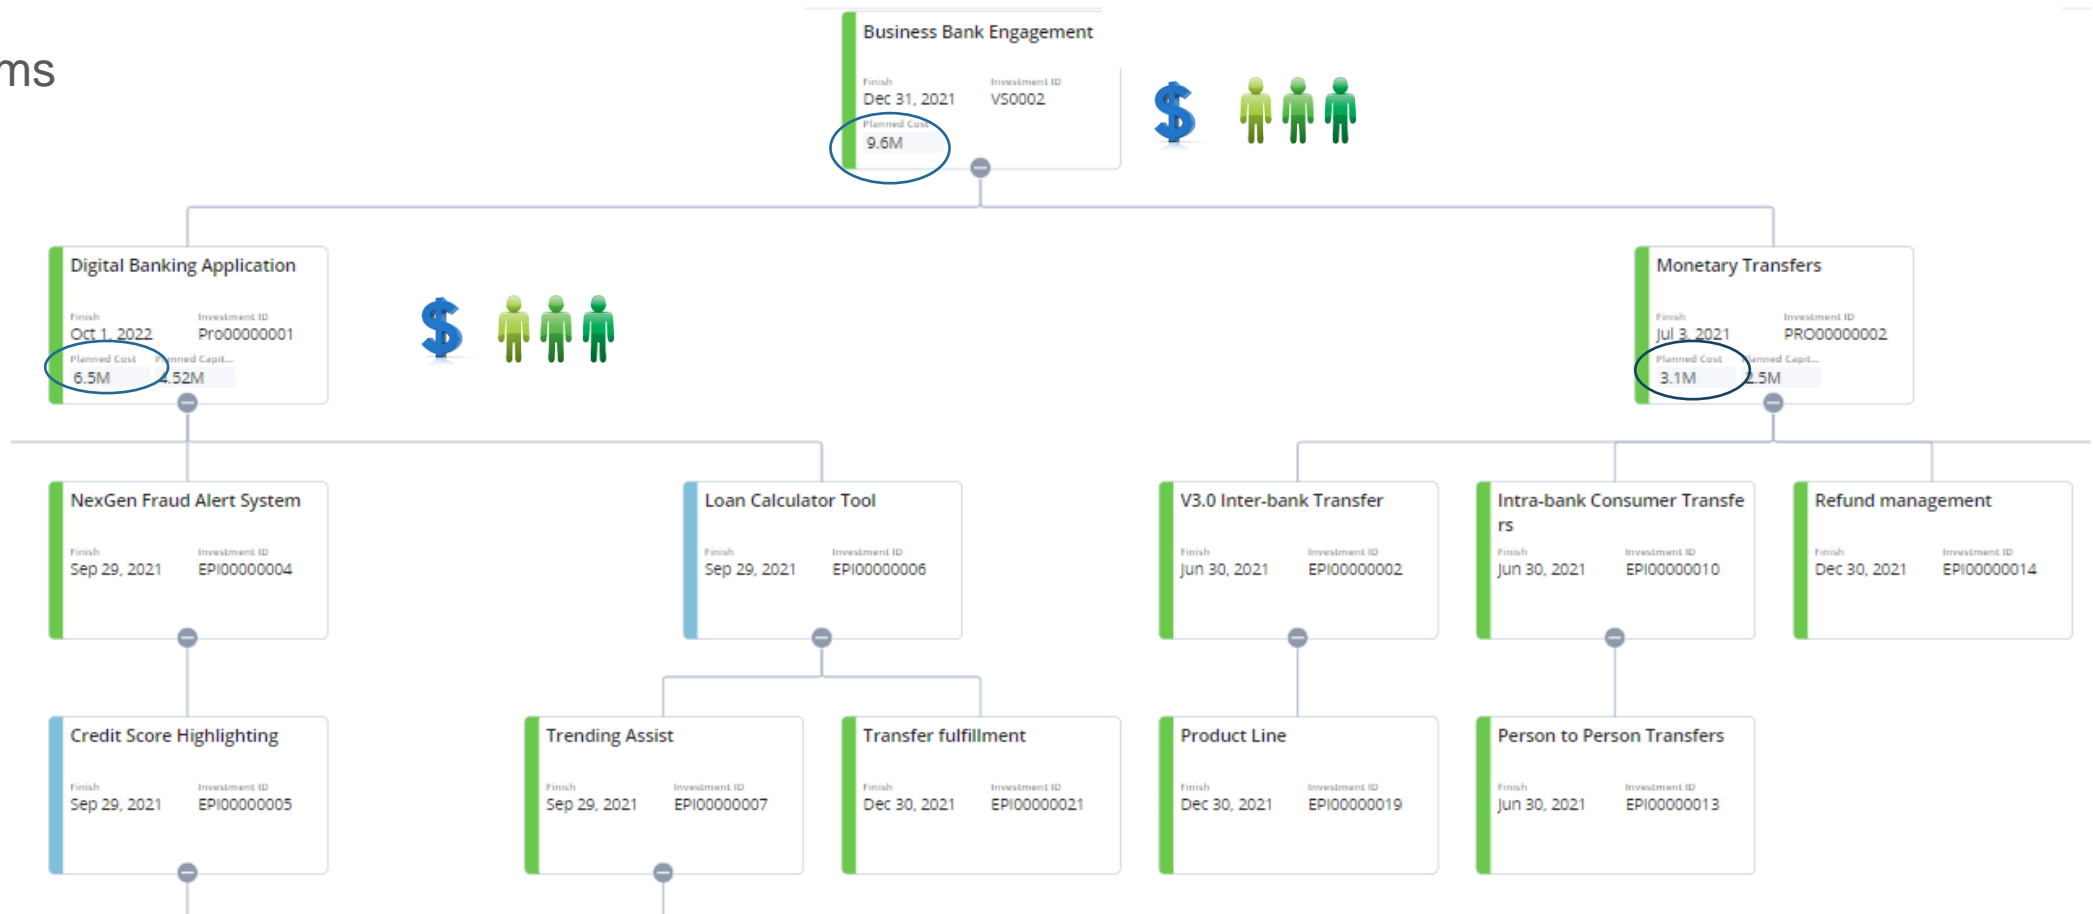 ms
Business Bank Engagement
Finish Investment ID
Dec 31, 2021 VS0002
Planned Cost
9.6M
Digital Banking Application
Finish Investment ID
Oct 1, 2022 Pro00000001
Planned Cost Planned Capit...
6.5M 4.52M
Monetary Transfers
Finish Investment ID
Jul 3, 2021 PRO00000002
Planned Cost Planned Capit...
3.1M 2.5M
NexGen Fraud Alert System
Finish Investment ID
Sep 29, 2021 EPI00000004
Loan Calculator Tool
Finish Investment ID
Sep 29, 2021 EPI00000006
V3.0 Inter-bank Transfer
Finish Investment ID
Jun 30, 2021 EPI00000002
Intra-bank Consumer Transfe
rs
Finish Investment ID
Jun 30, 2021 EPI00000010
Refund management
Finish Investment ID
Dec 30, 2021 EPI00000014
Credit Score Highlighting
Finish Investment ID
Sep 29, 2021 EPI00000005
Trending Assist
Finish Investment ID
Sep 29, 2021 EPI00000007
Transfer fulfillment
Finish Investment ID
Dec 30, 2021 EPI00000021
Product Line
Finish Investment ID
Dec 30, 2021 EPI00000019
Person to Person Transfers
Finish Investment ID
Jun 30, 2021 EPI00000013